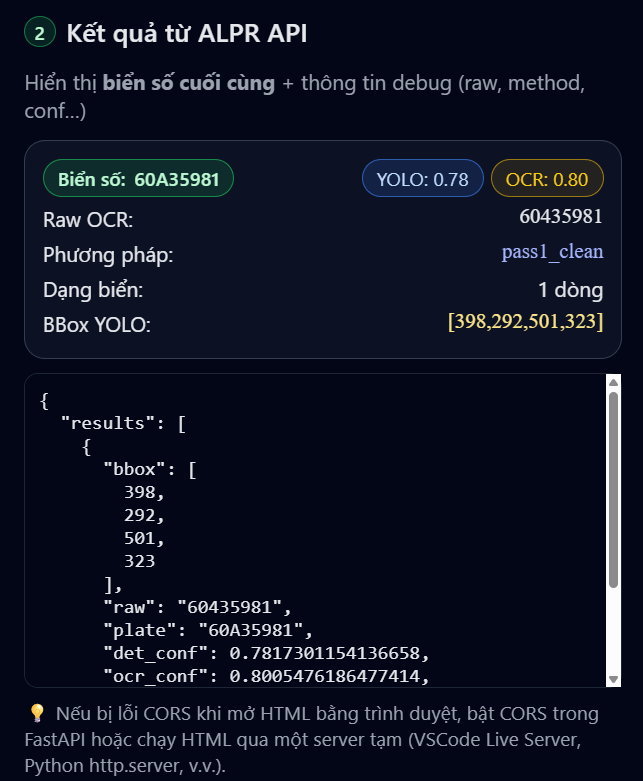 2 Kết quả từ ALPR API
Hiển thị biển số cuối cùng + thông tin debug (raw, method,
conf...)
Biển số: 60A35981 YOLO: 0.78 OCR: 0.80
Raw OCR: 60435981
Phương pháp: pass1_clean
Dạng biển: 1 dòng
BBox YOLO: [398,292,501,323]
{
  "results": [
    {
      "bbox": [
        398,
        292,
        501,
        323
      ],
      "raw": "60435981",
      "plate": "60A35981",
      "det_conf": 0.7817301154136658,
      "ocr_conf": 0.8005476186477414,
💡 Nếu bị lỗi CORS khi mở HTML bằng trình duyệt, bật CORS trong
FastAPI hoặc chạy HTML qua một server tạm (VSCode Live Server,
Python http.server, v.v.).